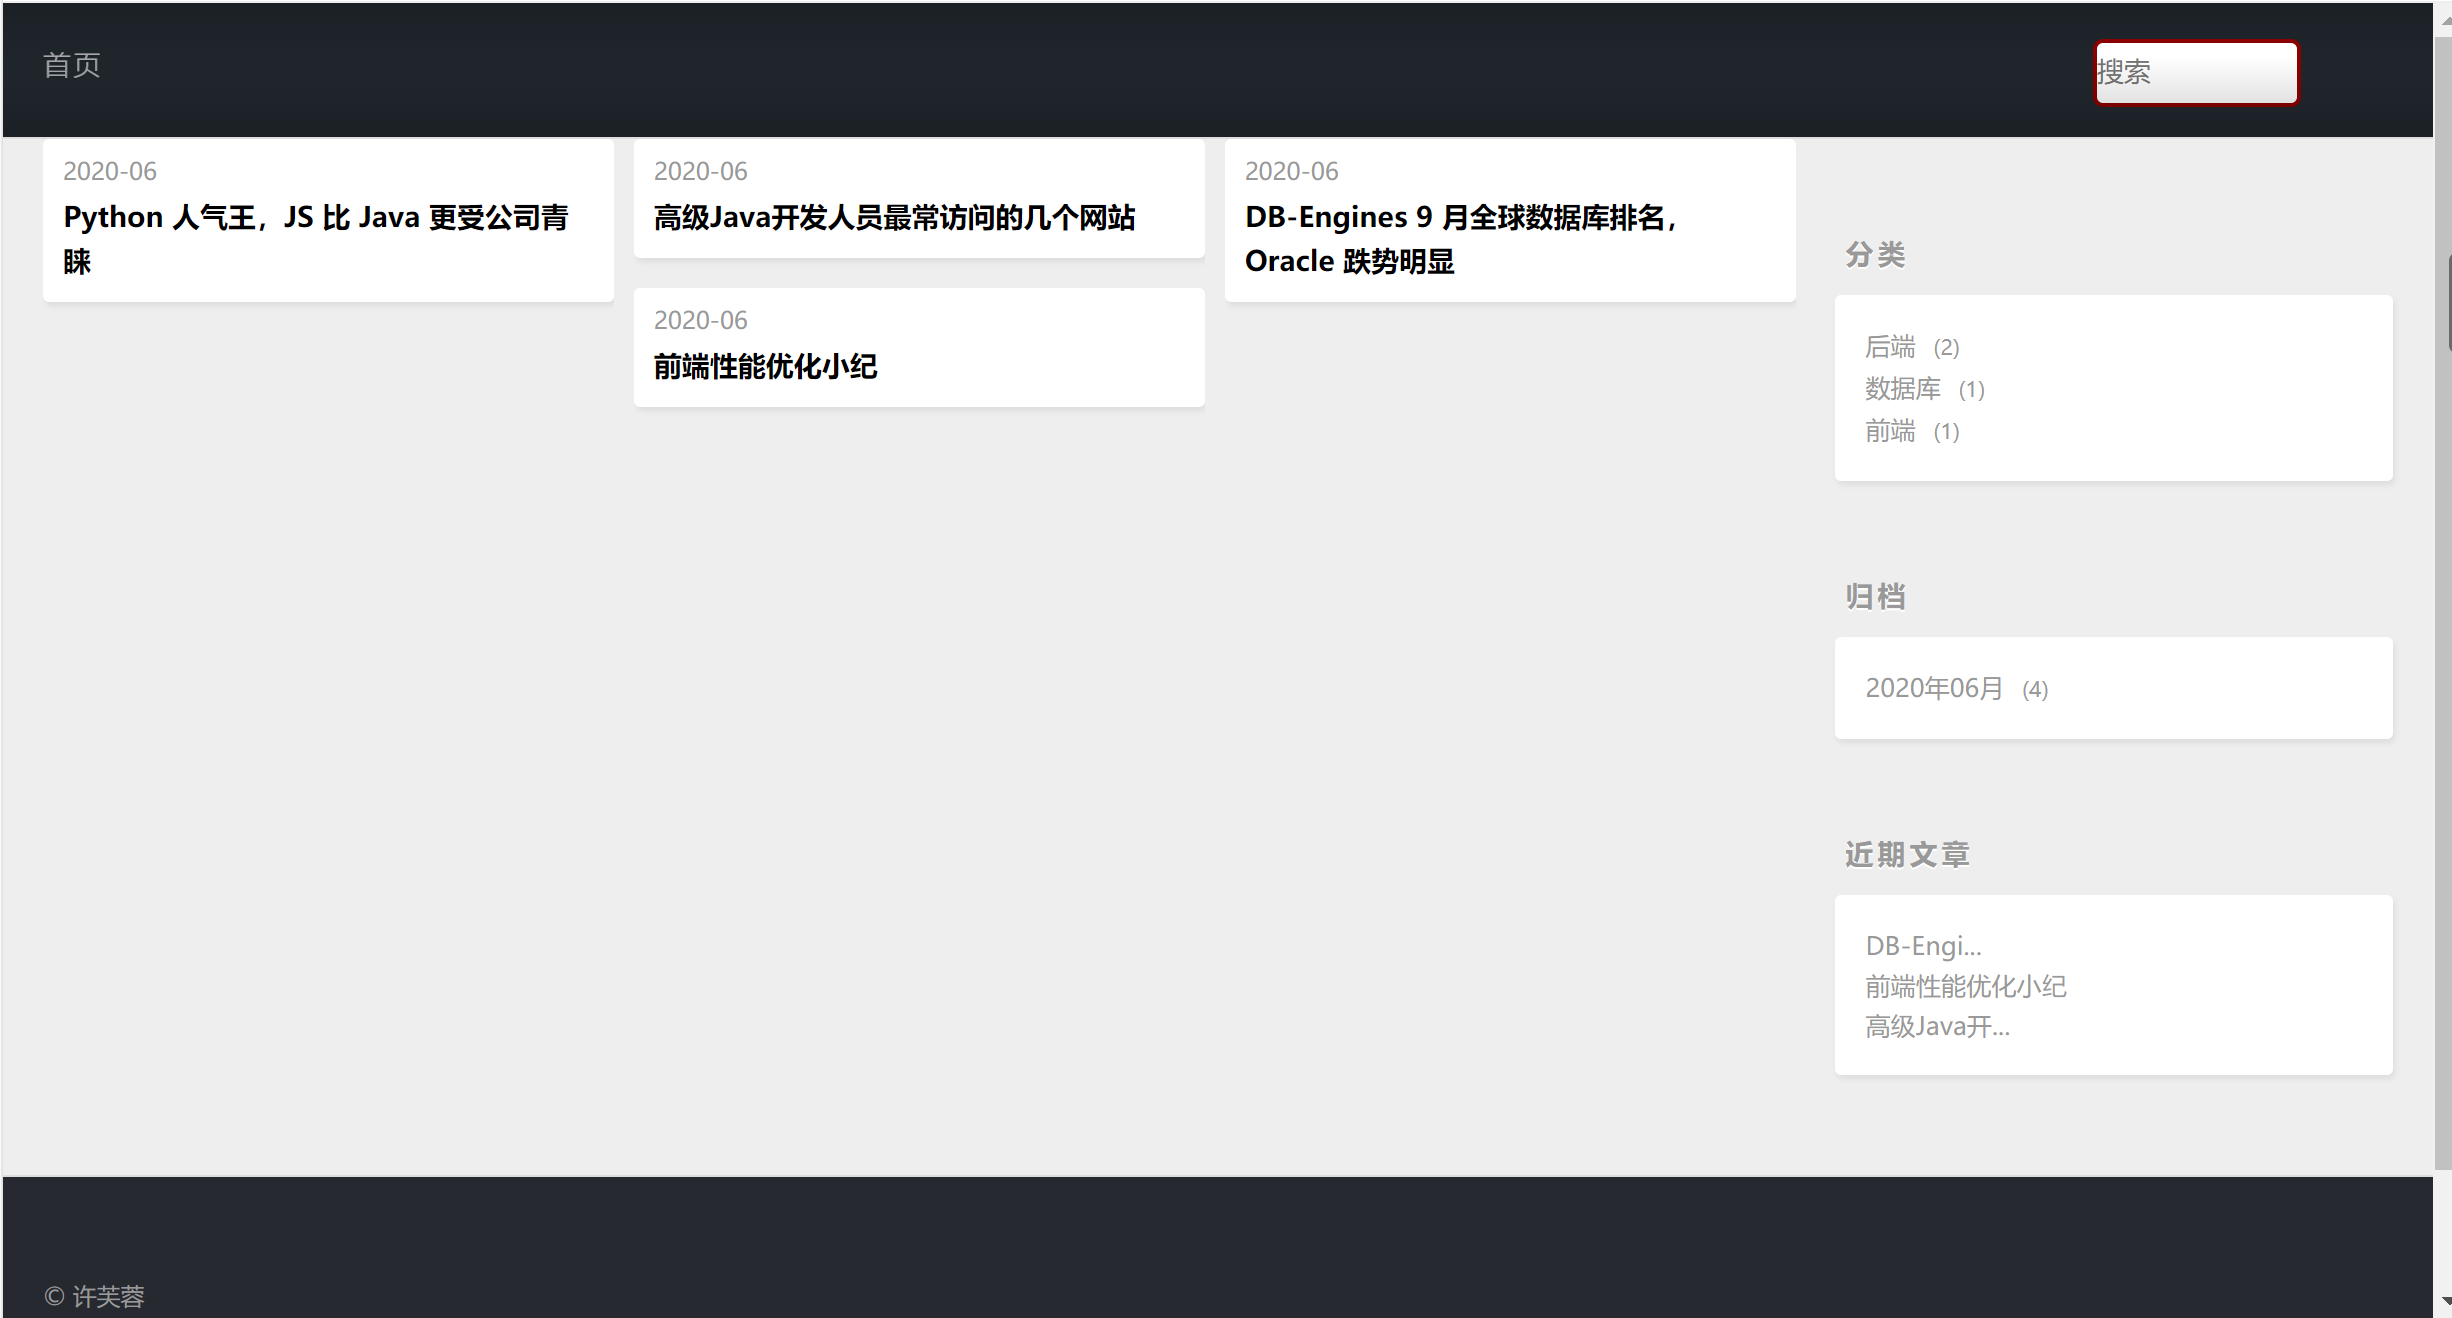 首页
搜索
2020-06
Python 人气王，JS 比 Java 更受公司青
睐
2020-06
高级Java开发人员最常访问的几个网站
2020-06
前端性能优化小纪
2020-06
DB-Engines 9 月全球数据库排名，
Oracle 跌势明显
分类
后端 (2)
数据库 (1)
前端 (1)
归档
2020年06月 (4)
近期文章
DB-Engi...
前端性能优化小纪
高级Java开...
© 许芙蓉